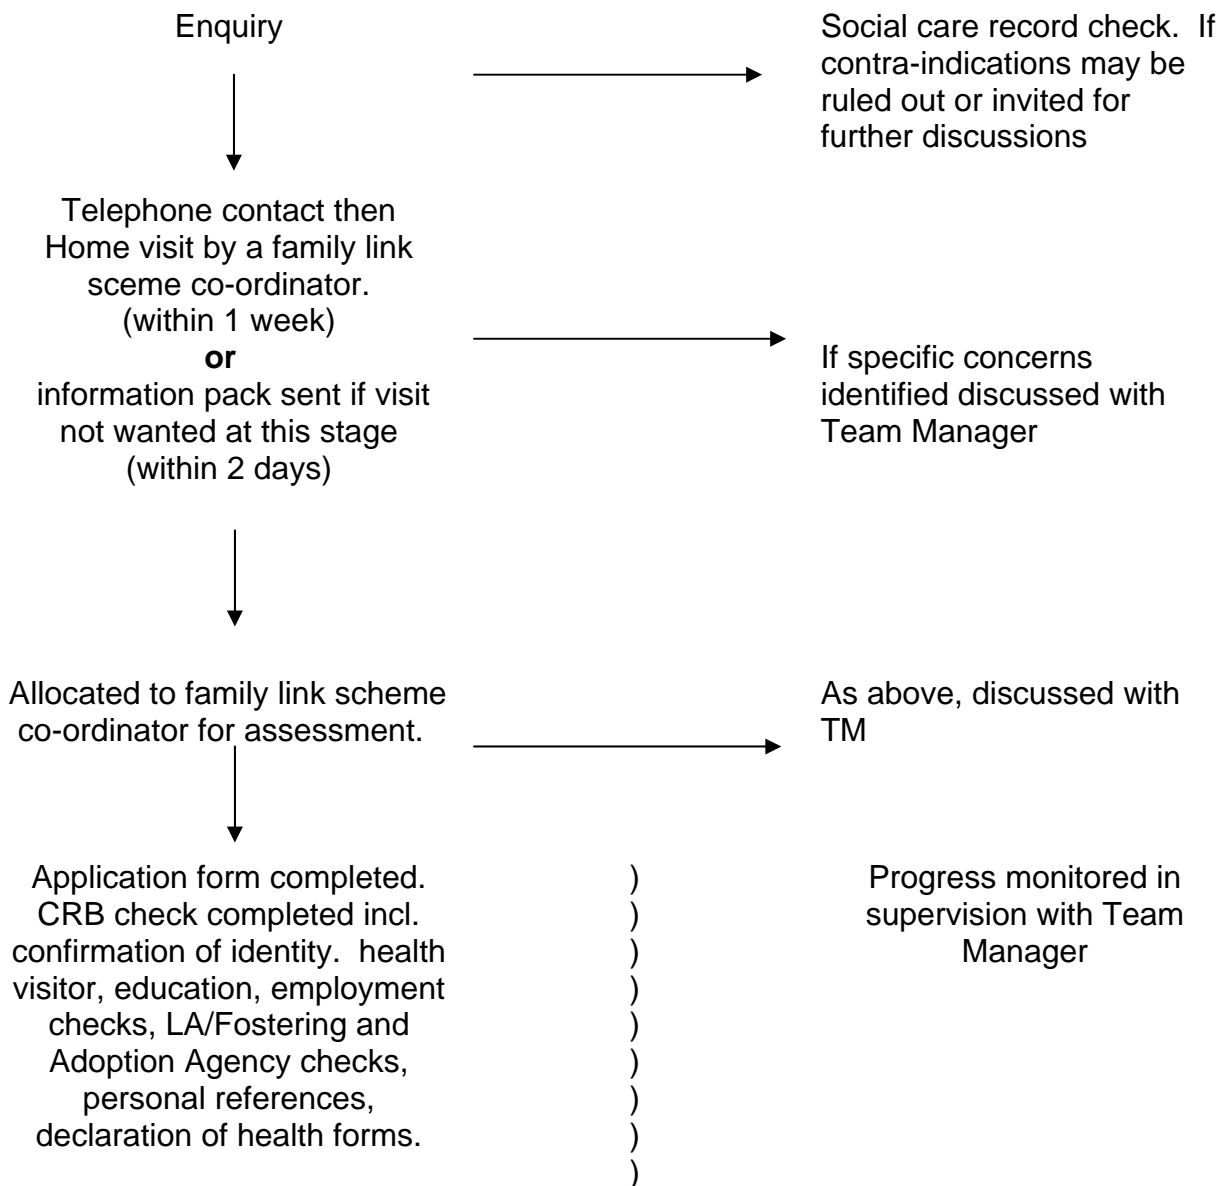 Enquiry
Social care record check.  If
contra-indications may be
ruled out or invited for
further discussions
Telephone contact then
Home visit by a family link
sceme co-ordinator.
(within 1 week)
or
information pack sent if visit
not wanted at this stage
(within 2 days)
If specific concerns
identified discussed with
Team Manager
Allocated to family link scheme
co-ordinator for assessment.
As above, discussed with
TM
Application form completed.
CRB check completed incl.
confirmation of identity.  health
visitor, education, employment
checks, LA/Fostering and
Adoption Agency checks,
personal references,
declaration of health forms.
)
)
)
)
)
)
)
)
)
Progress monitored in
supervision with Team
Manager